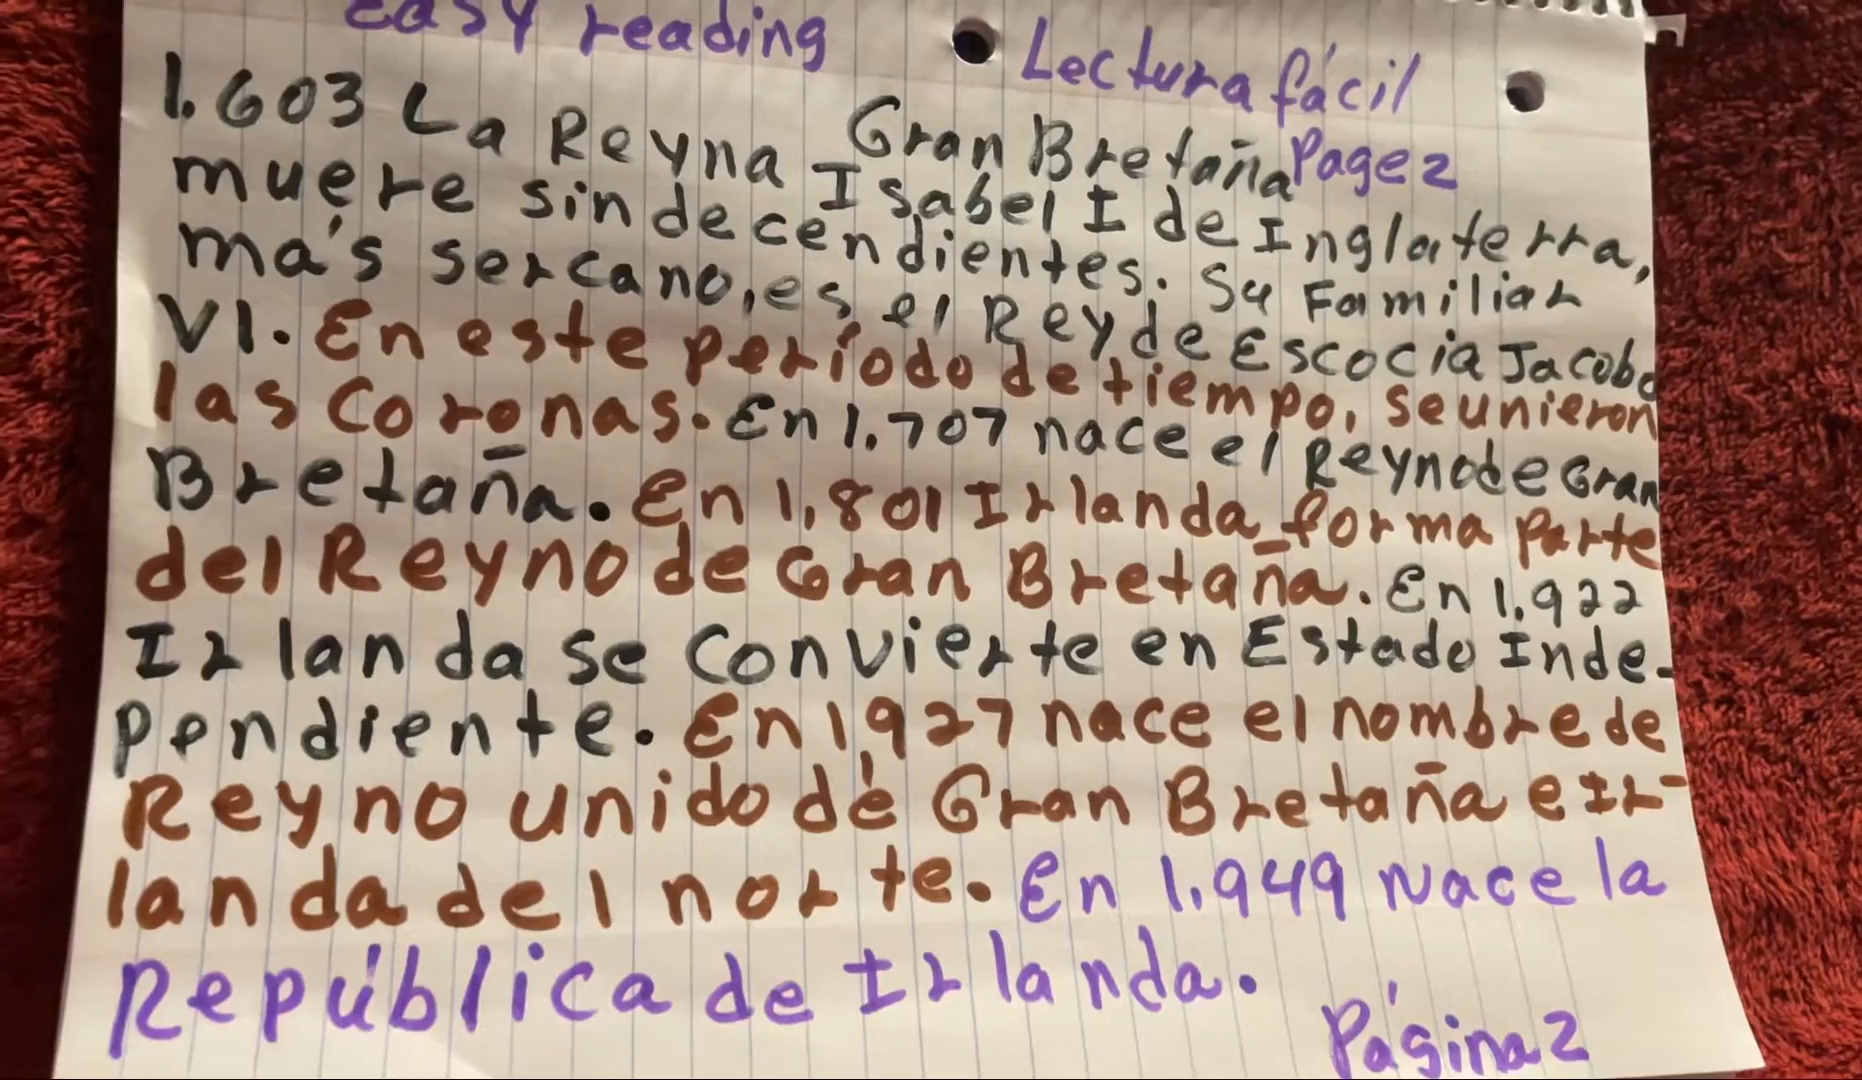 easy reading
Lectura fácil
Gran Bretaña Page 2
1.603 La Reyna Isabel I de Inglaterra,
muere sin decendientes. Su Familiar
más sercano, es el Rey de Escocia Jacobo
VI. En este período de tiempo, se unieron
las Coronas. En 1.707 nace el Reyno de Gran
Bretaña. En 1,801 Irlanda forma parte
del Reyno de Gran Bretaña. En 1.922
Irlanda se Convierte en Estado Inde-
pendiente. En 1,927 nace el nombre de
Reyno unido de Gran Bretaña e Ir-
landa del norte. En 1.949 Nace la
República de Irlanda.
Página 2